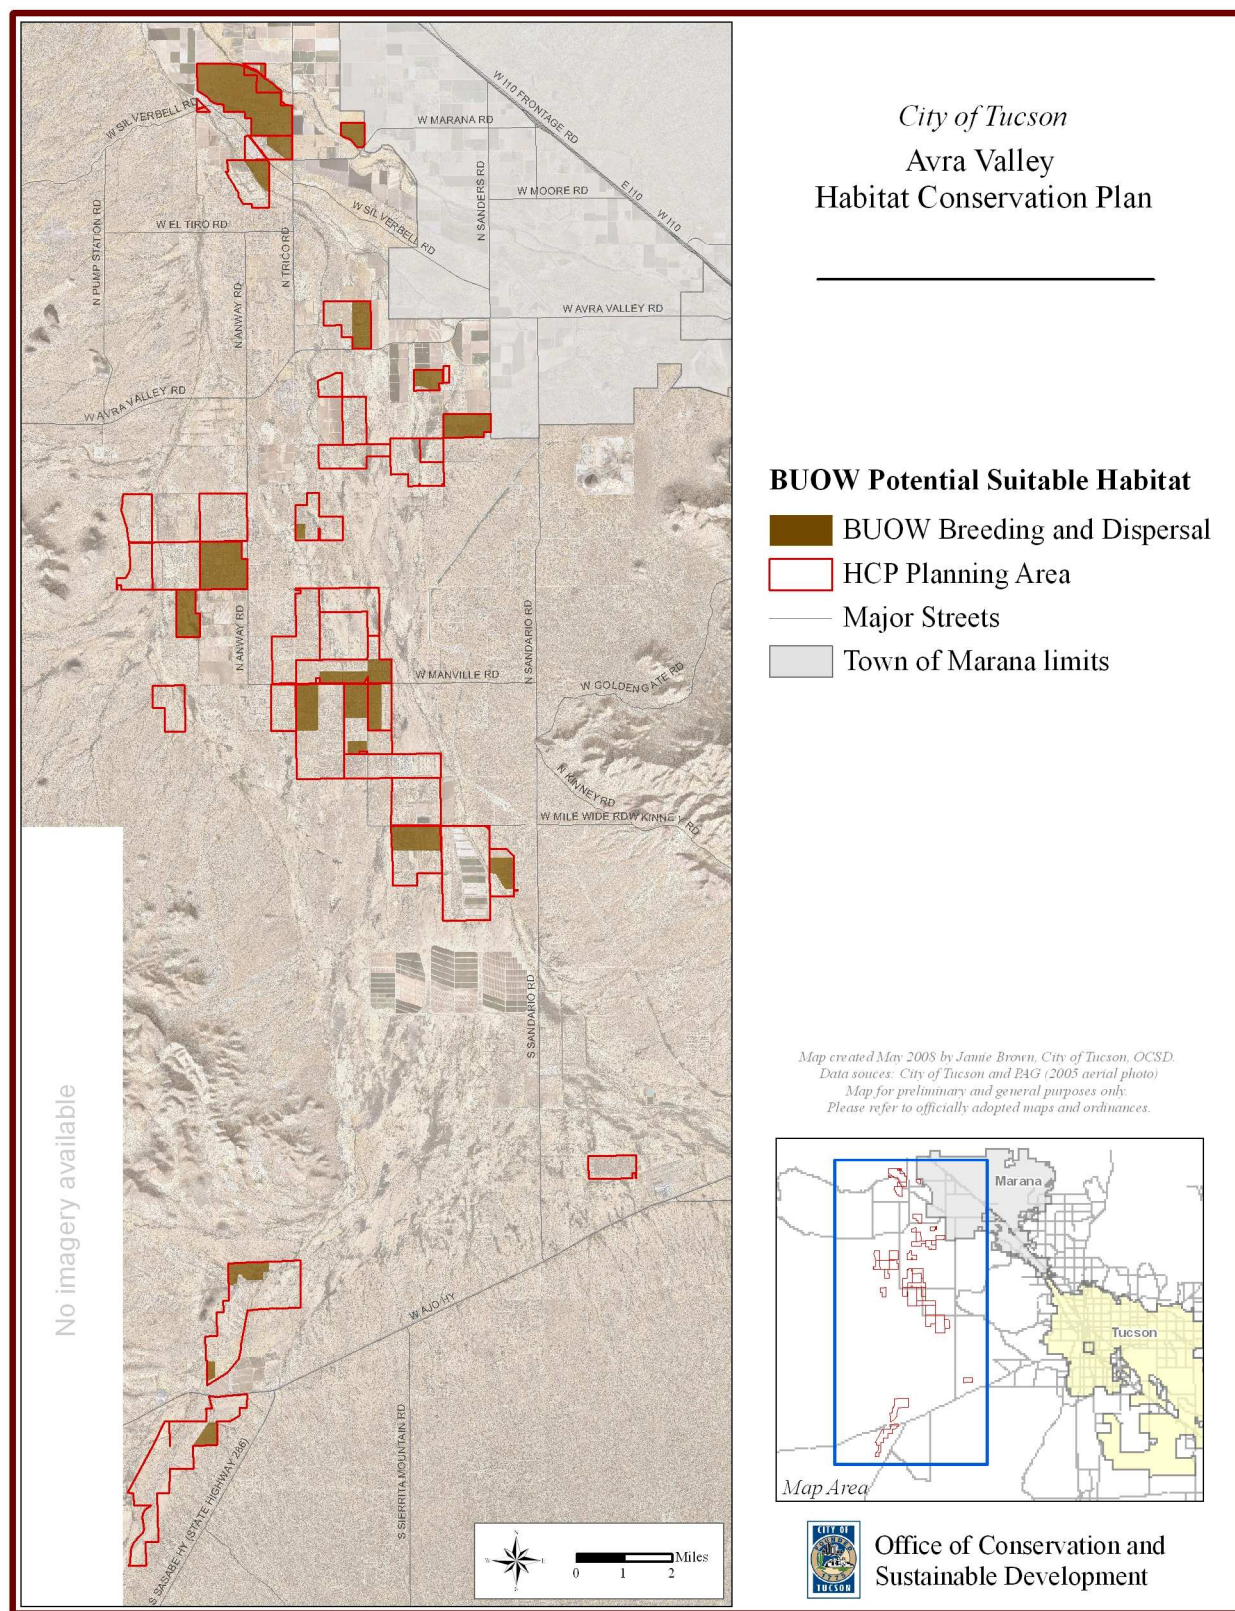 City of Tucson
Avra Valley
Habitat Conservation Plan
W SILVERBELL RD
W MARANA RD
W I10 FRONTAGE RD
E I10
W I10
W MOORE RD
N SANDERS RD
W SILVERBELL RD
W EL TIRO RD
N PUMP STATION RD
N TRICO RD
N ANWAY RD
W AVRA VALLEY RD
W AVRA VALLEY RD
N ANWAY RD
N SANDARIO RD
W MANVILLE RD
W GOLDEN GATE RD
N KINNEY RD
W MILE WIDE RD
W KINNEY RD
S SANDARIO RD
W AJO HY
S SASABE HY (STATE HIGHWAY 286)
S SIERRITA MOUNTAIN RD
No imagery available
N
W
E
S
0 1 2
Miles
BUOW Potential Suitable Habitat
BUOW Breeding and Dispersal
HCP Planning Area
Major Streets
Town of Marana limits
Map created May 2008 by Jamie Brown, City of Tucson, OCSD.
Data souces: City of Tucson and PAG (2005 aerial photo)
Map for preliminary and general purposes only.
Please refer to officially adopted maps and ordinances.
Marana
Tucson
Map Area
CITY OF
TUCSON
Office of Conservation and
Sustainable Development